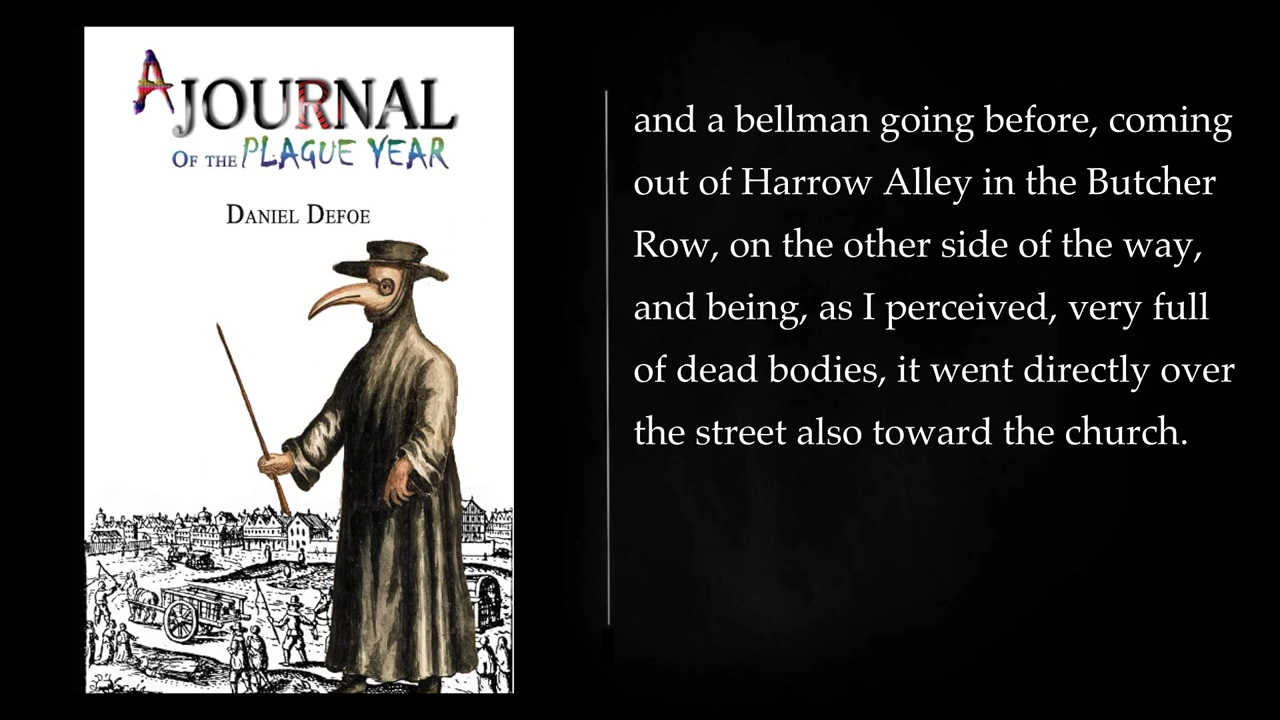 A JOURNAL
OF THE PLAGUE YEAR
DANIEL DEFOE
and a bellman going before, coming
out of Harrow Alley in the Butcher
Row, on the other side of the way,
and being, as I perceived, very full
of dead bodies, it went directly over
the street also toward the church.